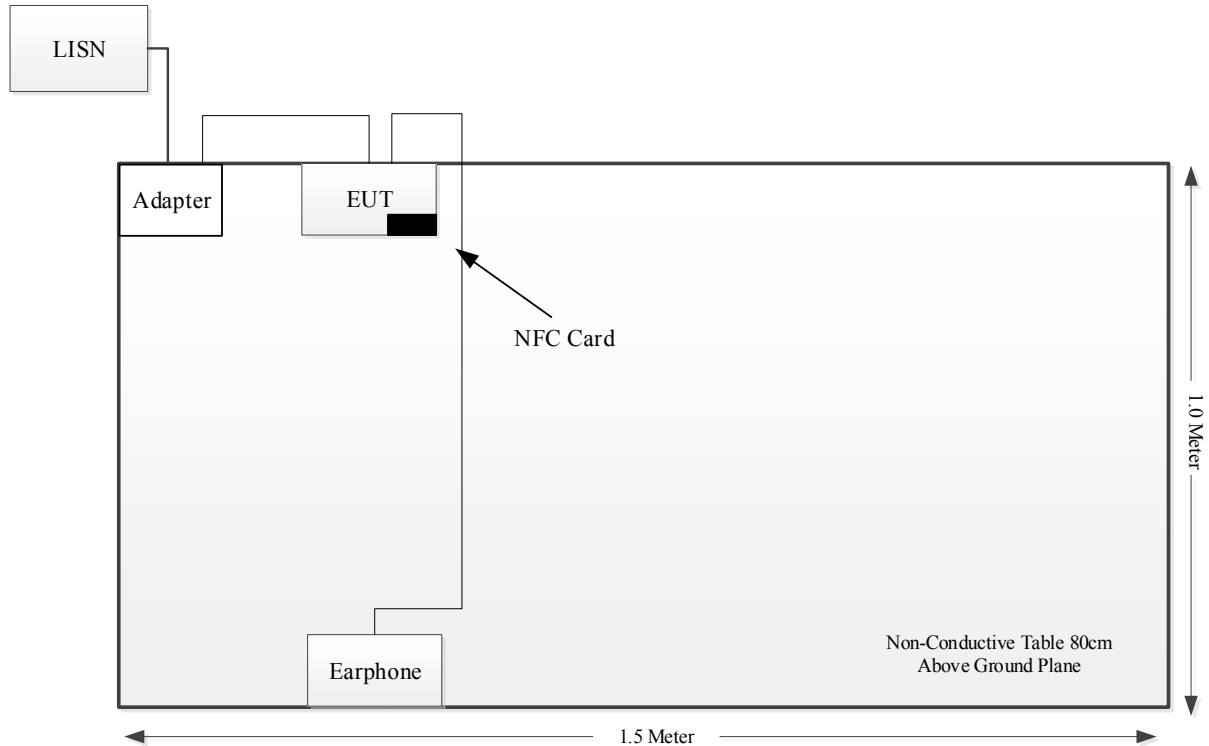 LISN
Adapter
EUT
NFC Card
1.0 Meter
Non-Conductive Table 80cm
Above Ground Plane
Earphone
1.5 Meter